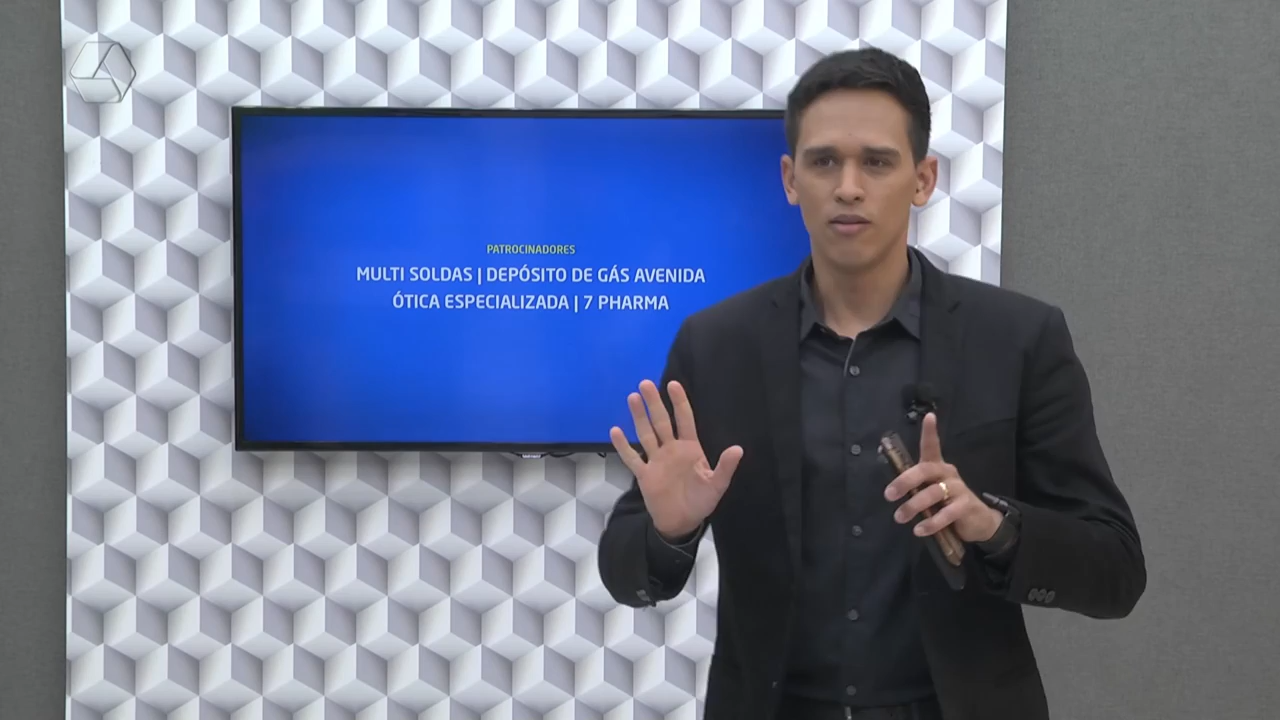 PATROCINADORES
MULTI SOLDAS | DEPÓSITO DE GÁS AVENIDA
ÓTICA ESPECIALIZADA | 7 PHARMA